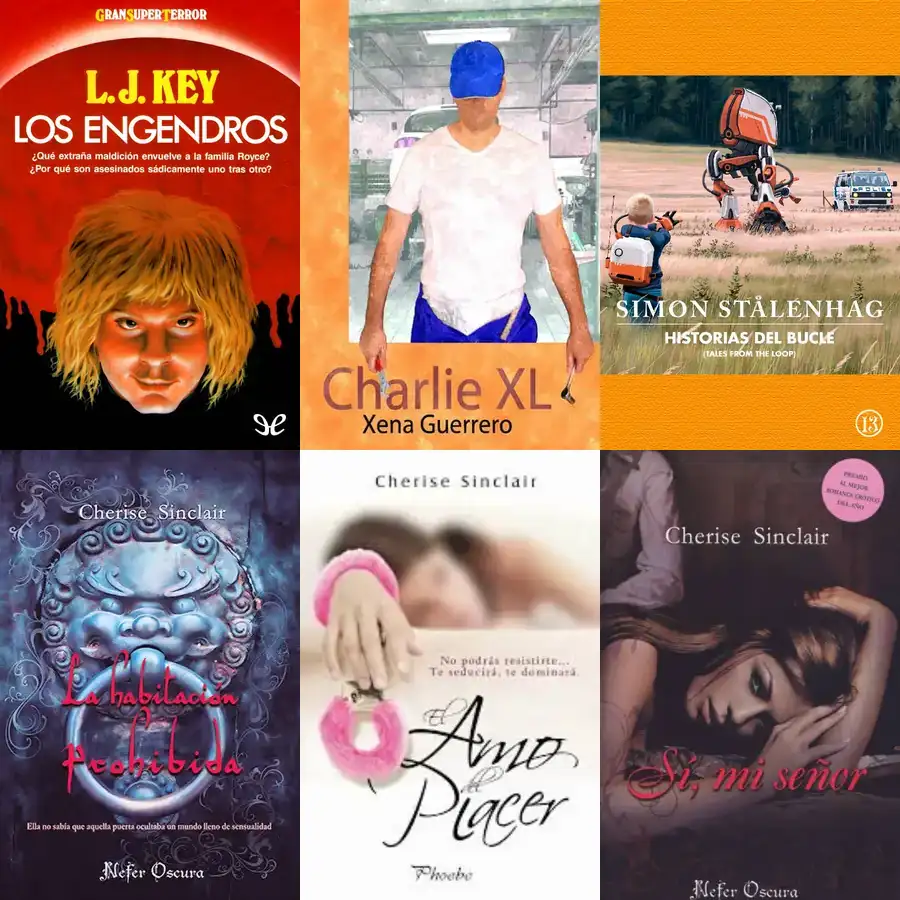 GRANSUPERTERROR
L.J. KEY
LOS ENGENDROS
¿Qué extraña maldición envuelve a la familia Royce?
¿Por qué son asesinados sádicamente uno tras otro?
Charlie XL
Xena Guerrero
POLIS
SIMON STÅLENHAG
HISTORIAS DEL BUCLE
(TALES FROM THE LOOP)
13
Cherise Sinclair
La habitación
Prohibida
Ella no sabía que aquella puerta ocultaba un mundo lleno de sensualidad
Nefer Oscura
Cherise Sinclair
No podrás resistirte...
Te seducirá, te dominará.
El Amo
del
Placer
Phoebe
PREMIO
AL MEJOR
ROMANCE ERÓTICO
DEL AÑO
Cherise Sinclair
Sí, mi señor
Nefer Oscura